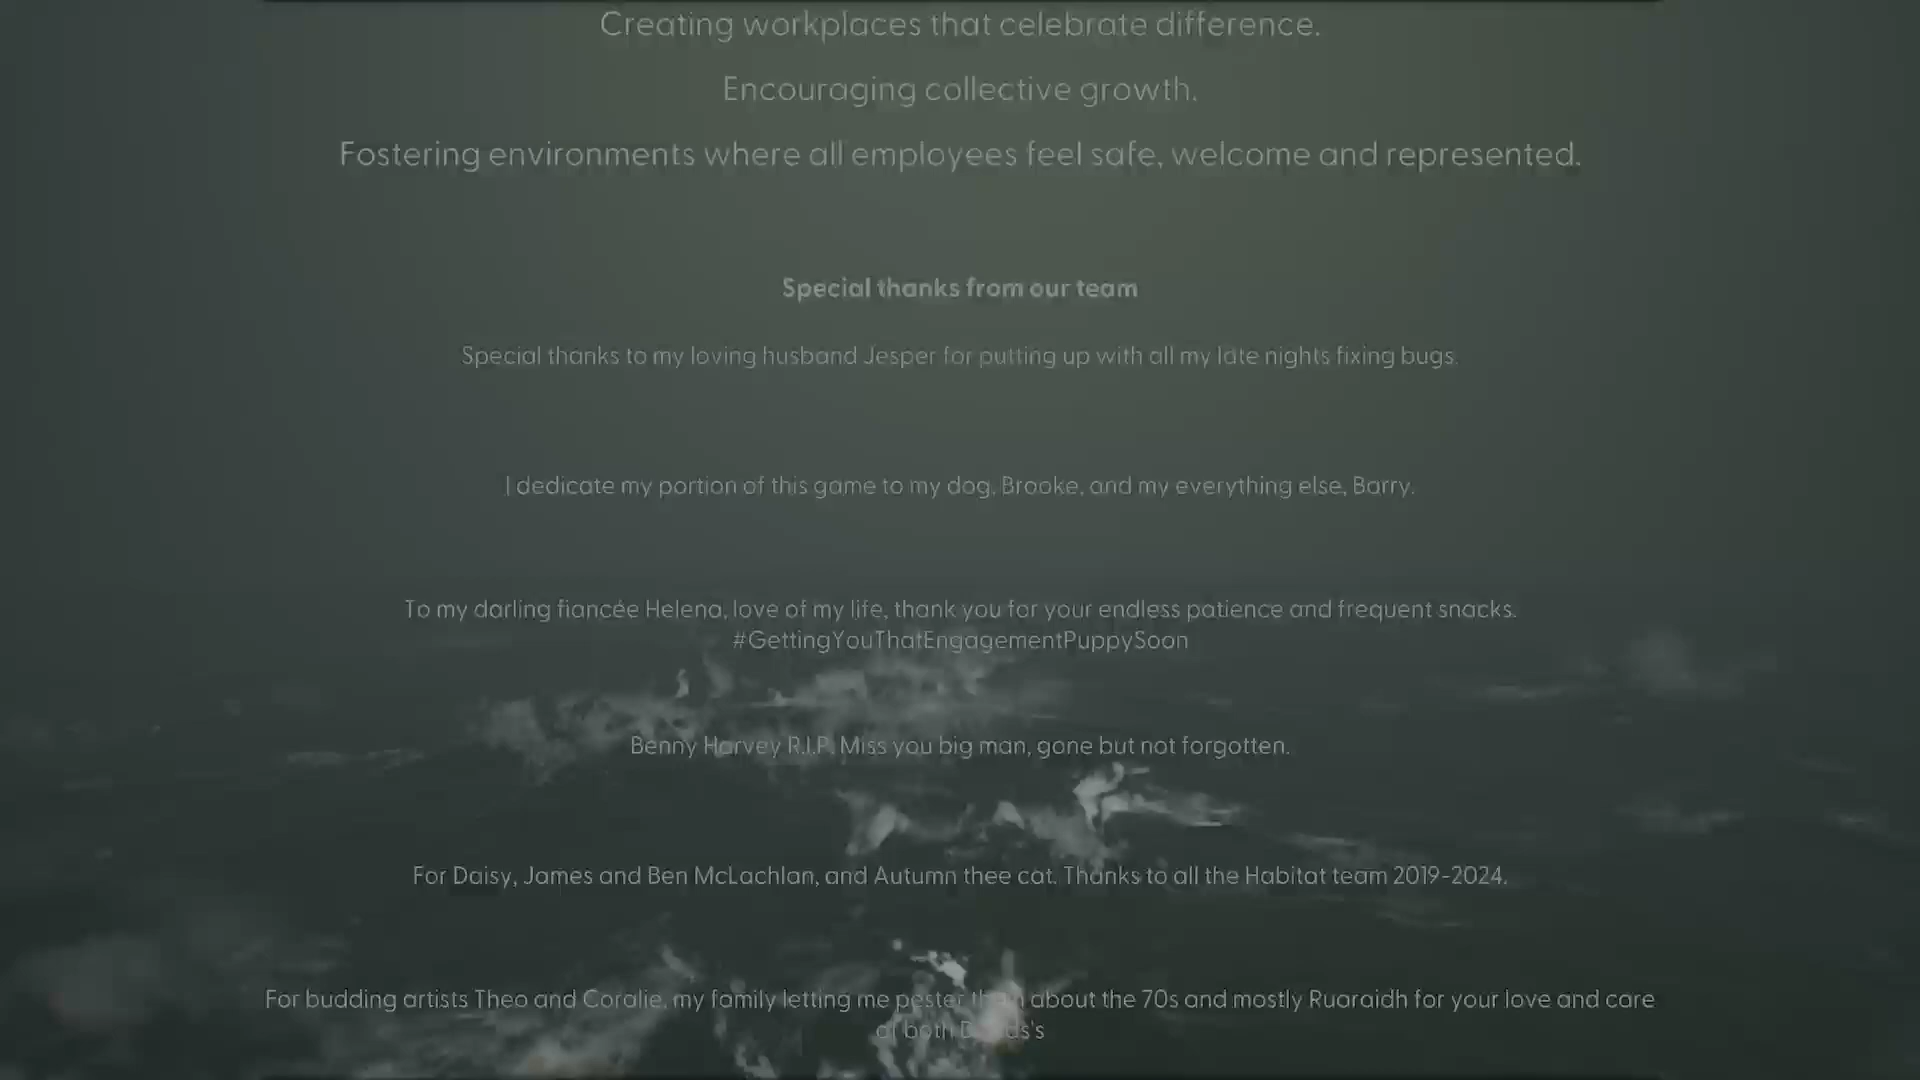 Creating workplaces that celebrate difference.
Encouraging collective growth.
Fostering environments where all employees feel safe, welcome and represented.
Special thanks from our team
Special thanks to my loving husband Jesper for putting up with all my late nights fixing bugs.
I dedicate my portion of this game to my dog, Brooke, and my everything else, Barry.
To my darling fiancée Helena, love of my life, thank you for your endless patience and frequent snacks.
#GettingYouThatEngagementPuppySoon
Benny Harvey R.I.P. Miss you big man, gone but not forgotten.
For Daisy, James and Ben McLachlan, and Autumn thee cat. Thanks to all the Habitat team 2019-2024.
For budding artists Theo and Coralie, my family letting me pester them about the 70s and mostly Ruaraidh for your love and care
of both